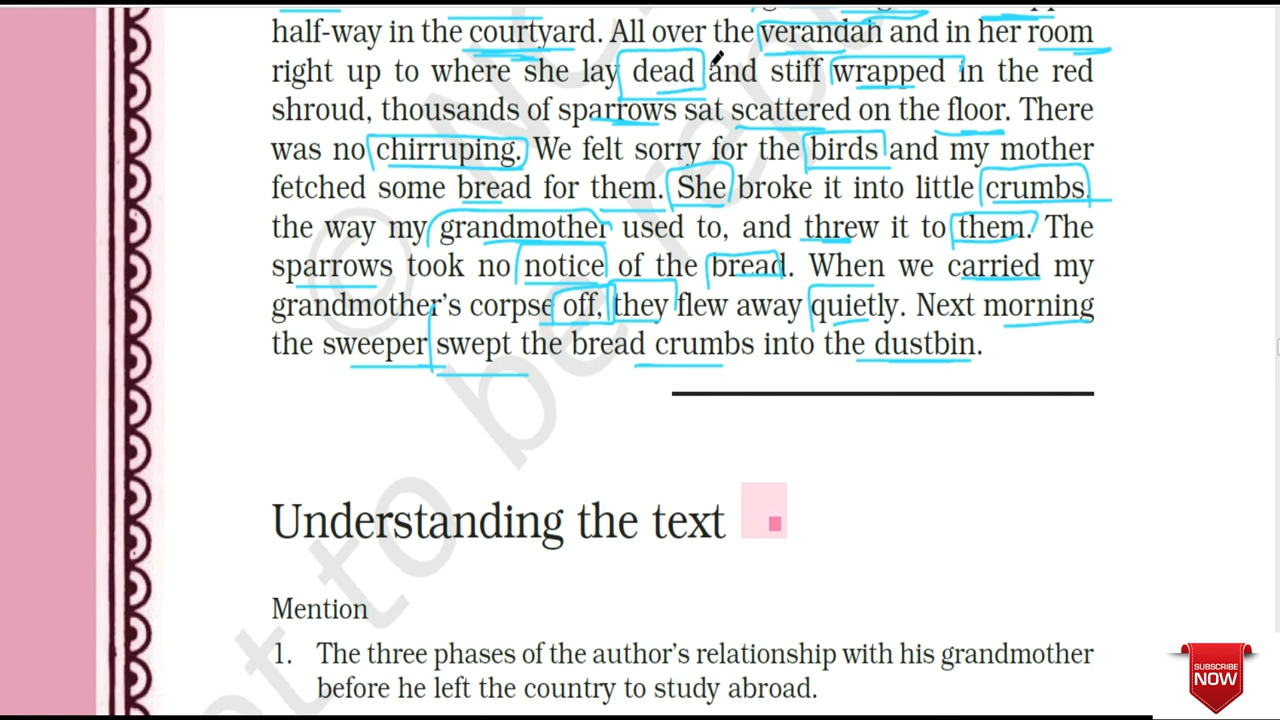 half-way in the courtyard. All over the verandah and in her room
right up to where she lay dead and stiff wrapped in the red
shroud, thousands of sparrows sat scattered on the floor. There
was no chirruping. We felt sorry for the birds and my mother
fetched some bread for them. She broke it into little crumbs,
the way my grandmother used to, and threw it to them. The
sparrows took no notice of the bread. When we carried my
grandmother’s corpse off, they flew away quietly. Next morning
the sweeper swept the bread crumbs into the dustbin.
Understanding the text
Mention
1. The three phases of the author’s relationship with his grandmother
before he left the country to study abroad.
SUBSCRIBE
NOW